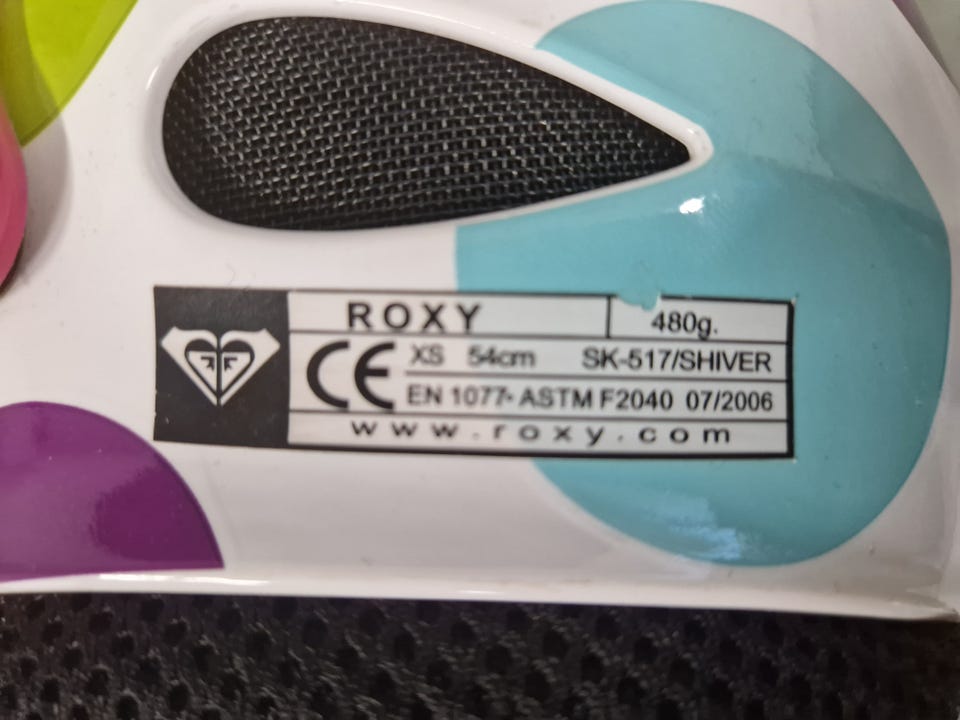 ROXY 480g.
CE XS 54cm SK-517/SHIVER
EN 1077- ASTM F2040 07/2006
www.roxy.com